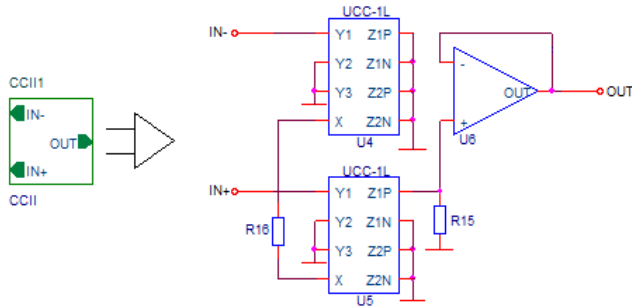 CCII1
IN-
OUT
IN+
CCII
IN-
UCC-1L
Y1 Z1P
Y2 Z1N
Y3 Z2P
X Z2N
U4
-
OUT
+
U6
OUT
IN+
UCC-1L
Y1 Z1P
Y2 Z1N
Y3 Z2P
X Z2N
U5
R16
R15